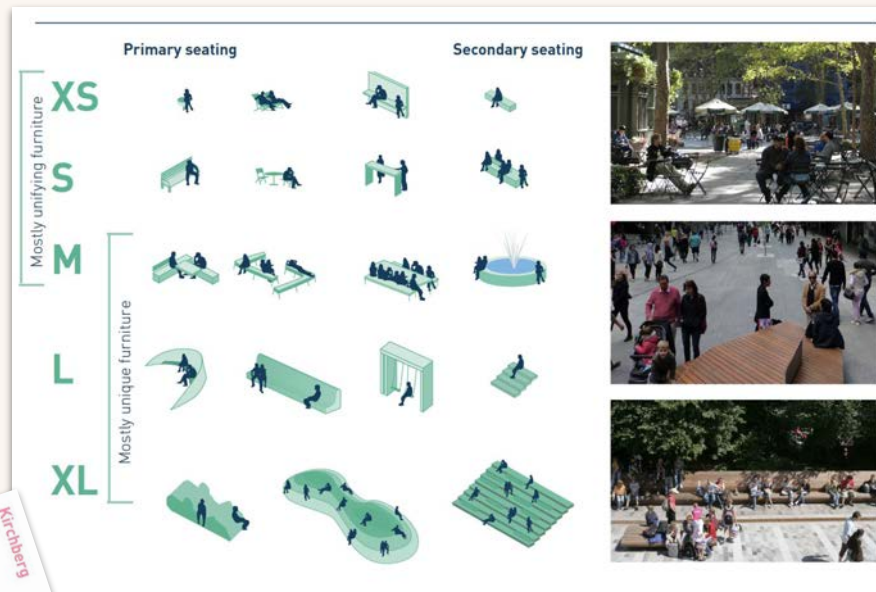 Primary seating
Secondary seating
Mostly unifying furniture
XS
S
M
L
XL
Mostly unique furniture
Kirchberg